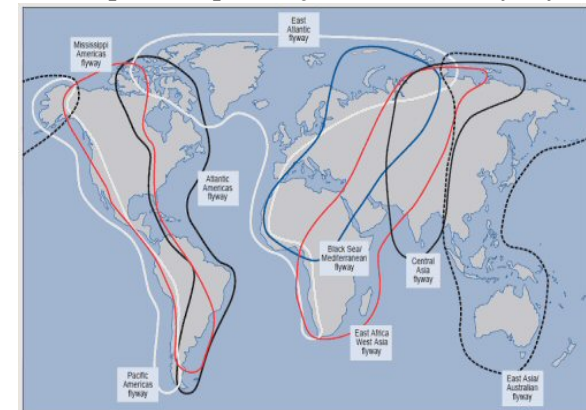 East
Atlantic
flyway
Mississippi
Americas
flyway
Atlantic
Americas
flyway
Black Sea/
Mediterranean
flyway
Central
Asia
flyway
East Africa
West Asia
flyway
Pacific
Americas
flyway
East Asia/
Australian
flyway